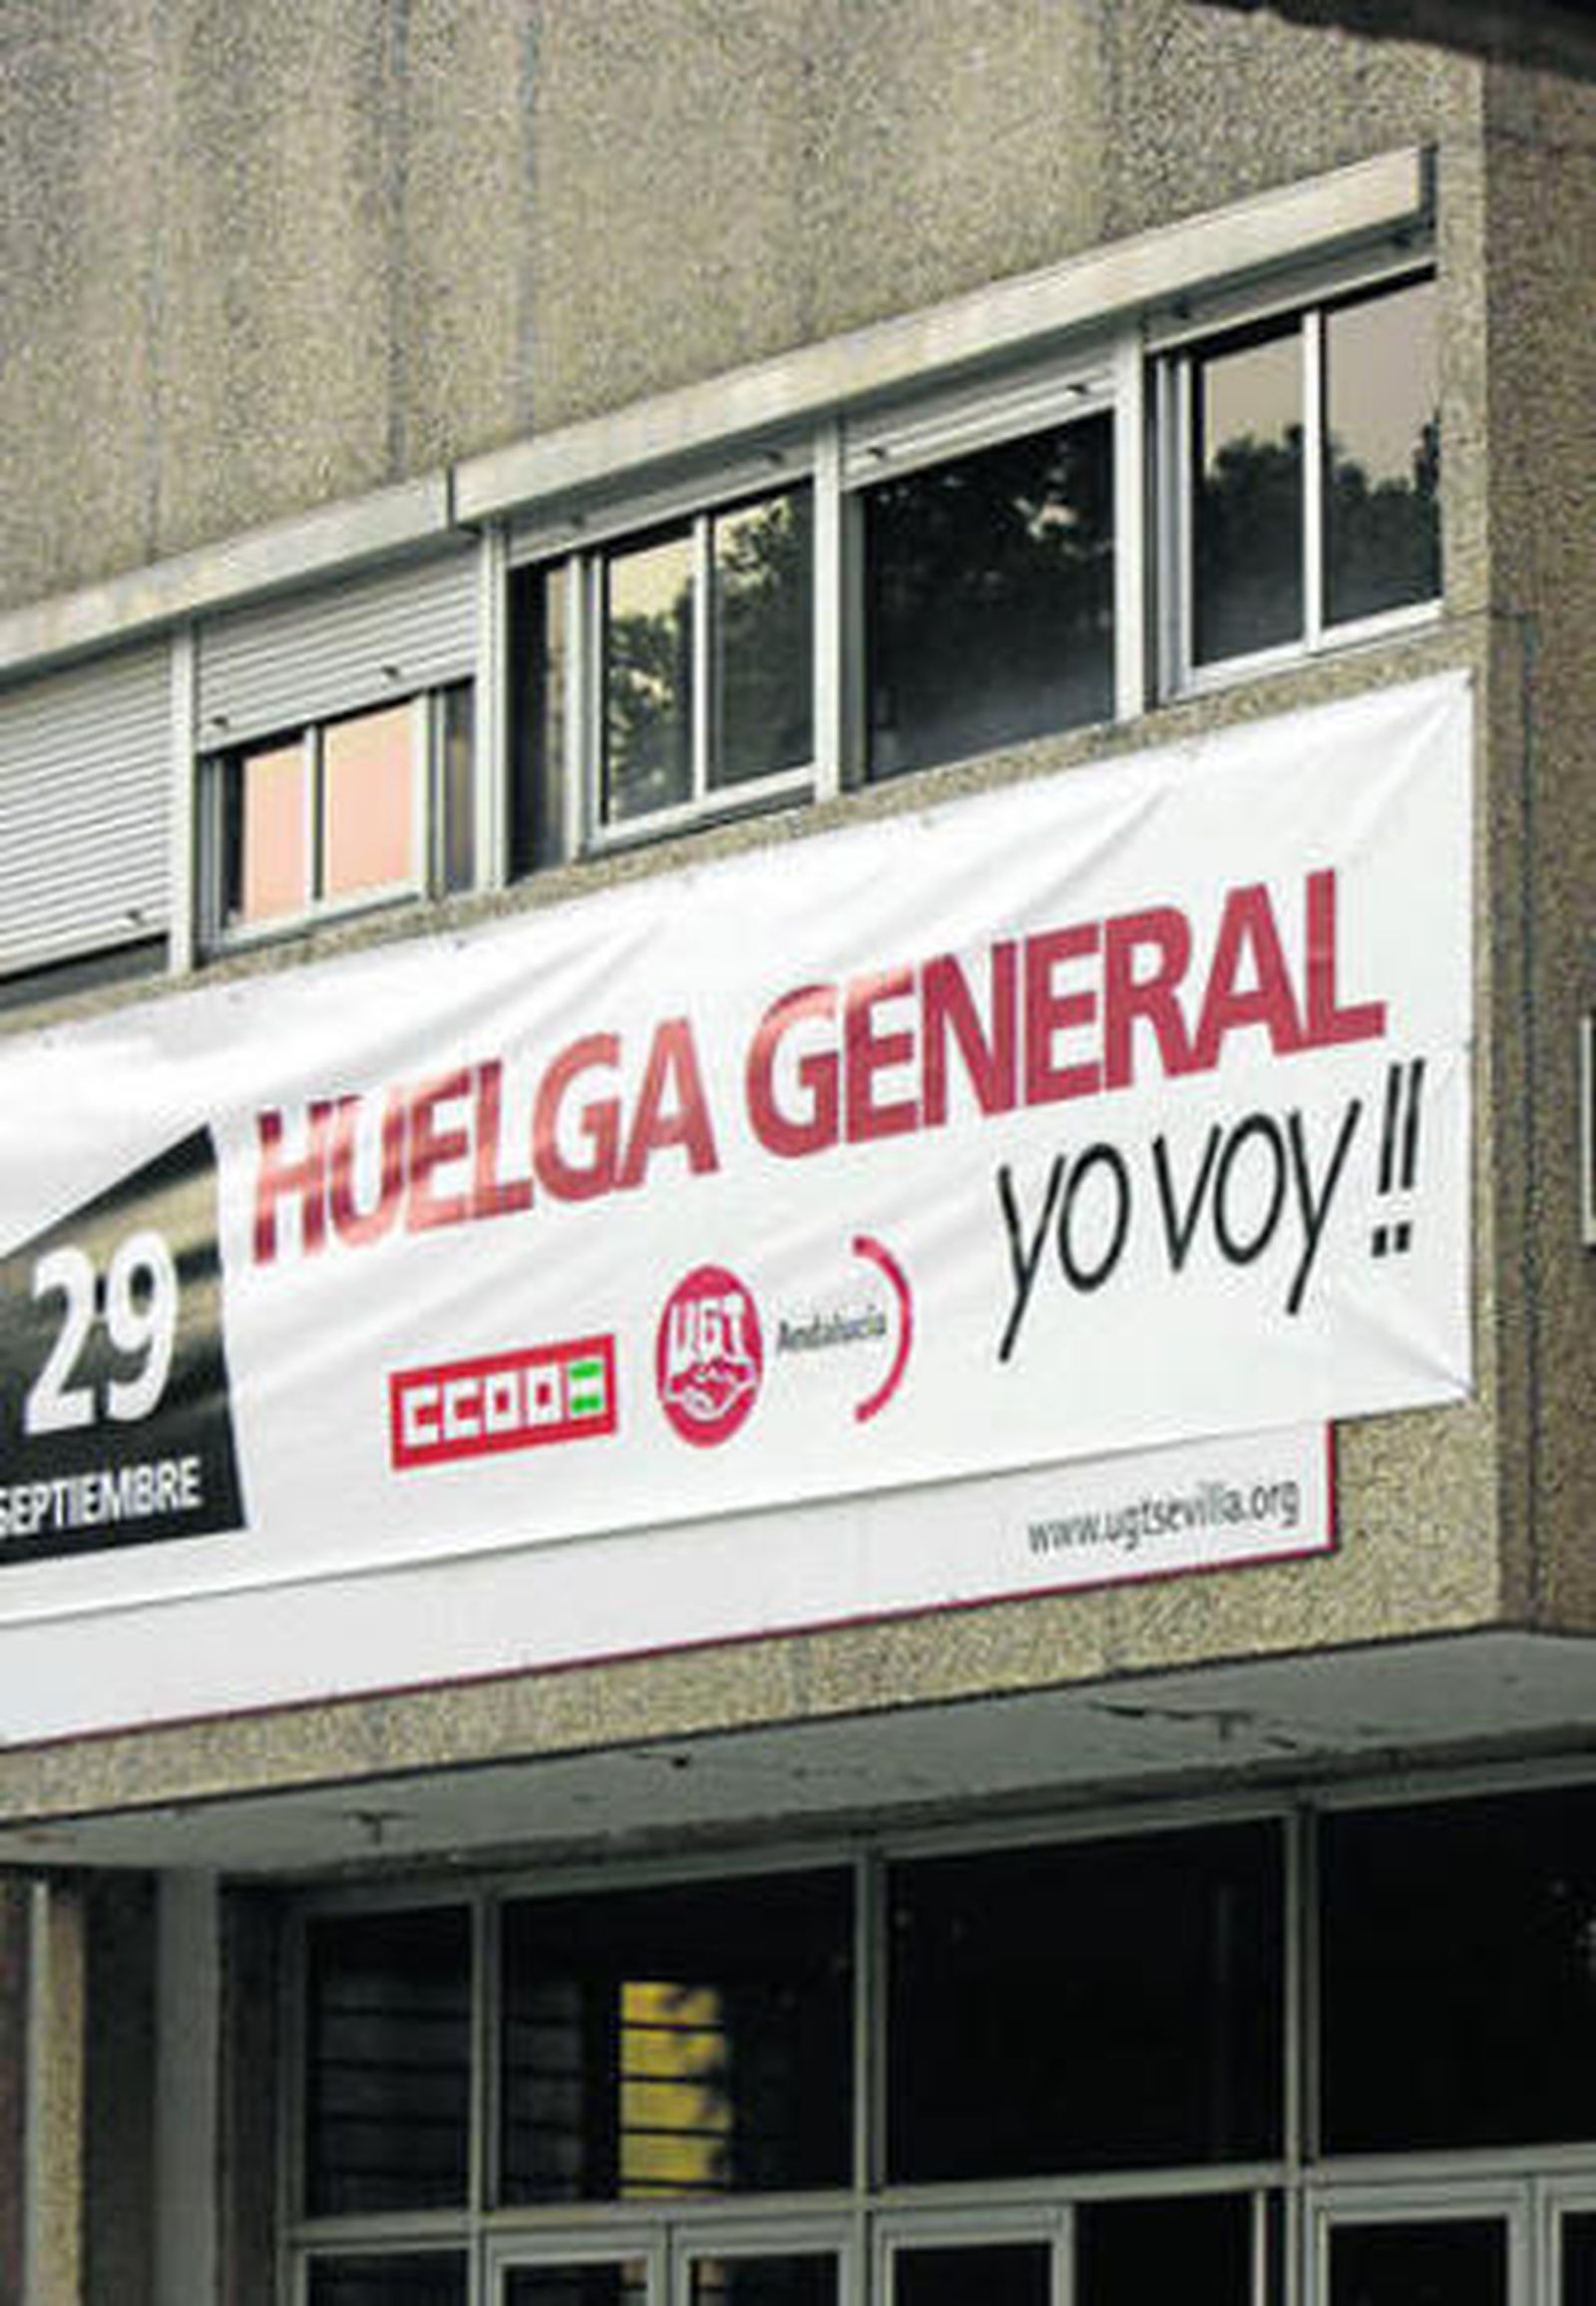 HUELGA GENERAL
yo voy!!
29
SEPTIEMBRE
CCOO
UGT
Andalucía
www.ugtsevilla.org